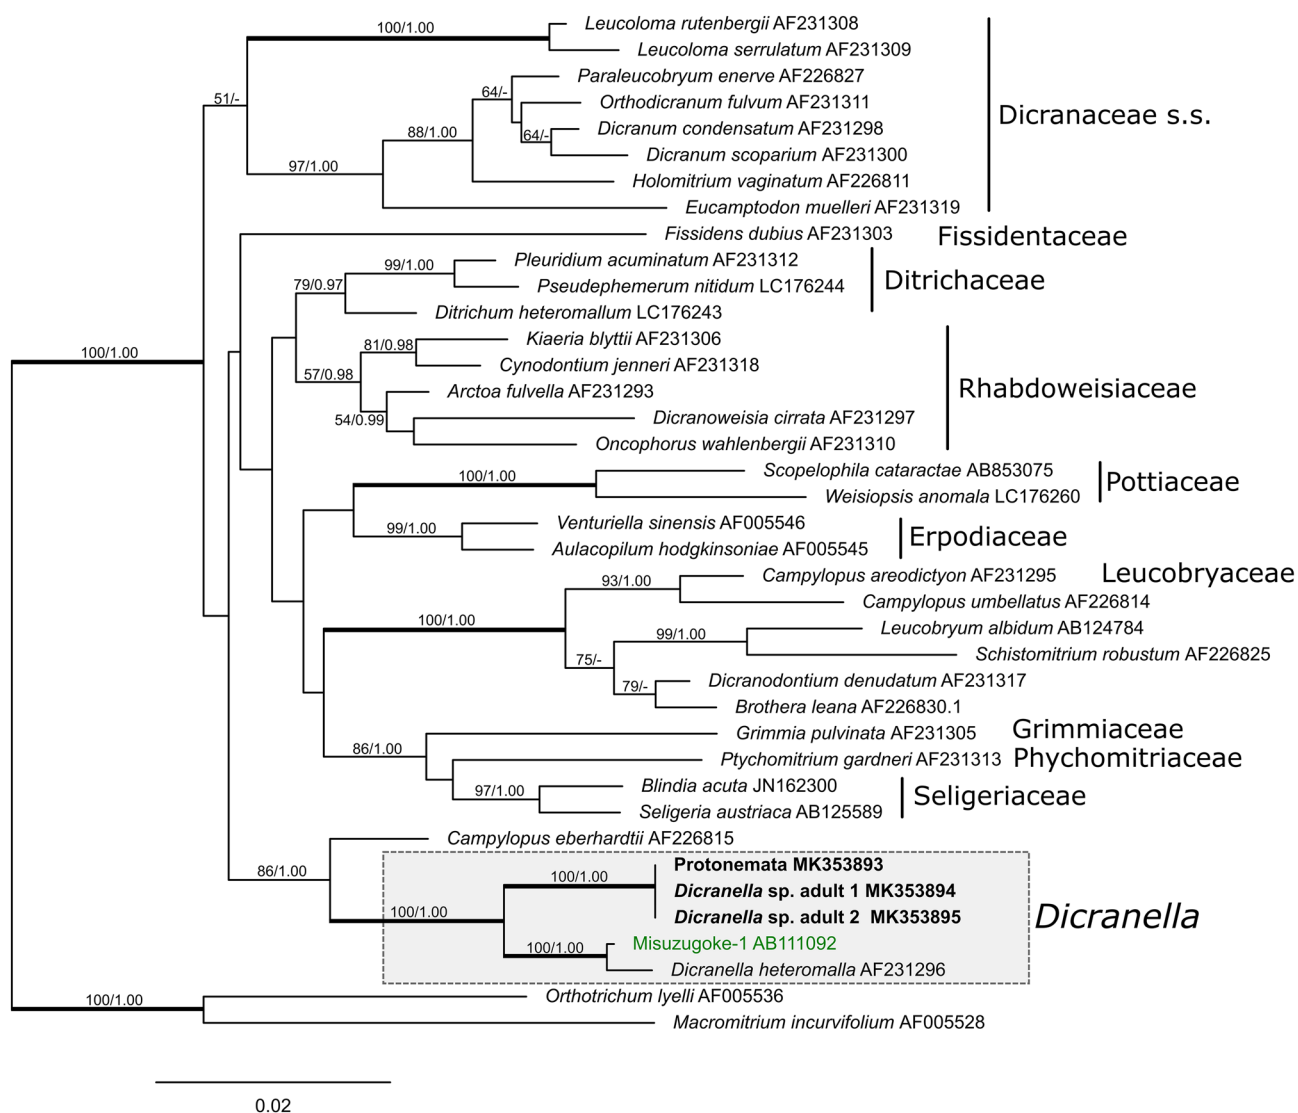 100/1.00
Leucoloma rutenbergii AF231308
Leucoloma serrulatum AF231309
Paraleucobryum enerve AF226827
64/-
51/-
Orthodicranum fulvum AF231311
Dicranaceae s.s.
88/1.00
64/-
Dicranum condensatum AF231298
Dicranum scoparium AF231300
97/1.00
Holomitrium vaginatum AF226811
Eucamptodon muelleri AF231319
Fissidens dubius AF231303
Fissidentaceae
99/1.00
Pleuridium acuminatum AF231312
79/0.97
Pseudephemerum nitidum LC176244
Ditrichaceae
Ditrichum heteromallum LC176243
100/1.00
81/0.98
Kiaeria blyttii AF231306
Cynodontium jenneri AF231318
57/0.98
Arctoa fulvella AF231293
Rhabdoweisiaceae
54/0.99
Dicranoweisia cirrata AF231297
Oncophorus wahlenbergii AF231310
100/1.00
Scopelophila cataractae AB853075
Weisiopsis anomala LC176260
Pottiaceae
99/1.00
Venturiella sinensis AF005546
Aulacopilum hodgkinsoniae AF005545
Erpodiaceae
93/1.00
Campylopus areodictyon AF231295
Leucobryaceae
Campylopus umbellatus AF226814
100/1.00
99/1.00
Leucobryum albidum AB124784
75/-
Schistomitrium robustum AF226825
79/-
Dicranodontium denudatum AF231317
Brothera leana AF226830.1
86/1.00
Grimmia pulvinata AF231305
Grimmiaceae
Ptychomitrium gardneri AF231313
Phychomitriaceae
97/1.00
Blindia acuta JN162300
Seligeria austriaca AB125589
Seligeriaceae
Campylopus eberhardtii AF226815
86/1.00
100/1.00
Protonemata MK353893
Dicranella sp. adult 1 MK353894
100/1.00
Dicranella sp. adult 2 MK353895
Dicranella
100/1.00
Misuzugoke-1 AB111092
Dicranella heteromalla AF231296
100/1.00
Orthotrichum lyelli AF005536
Macromitrium incurvifolium AF005528
0.02